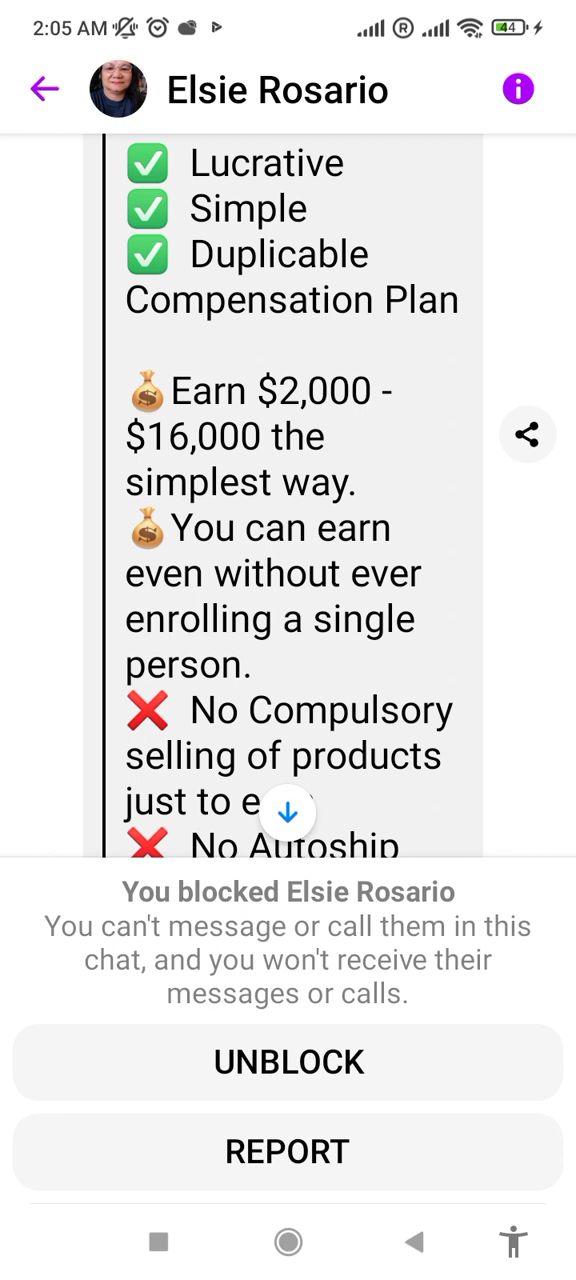 2:05 AM
R
44
Elsie Rosario
✅ Lucrative
✅ Simple
✅ Duplicable
Compensation Plan
💰Earn $2,000 -
$16,000 the
simplest way.
💰You can earn
even without ever
enrolling a single
person.
❌ No Compulsory
selling of products
just to e
❌ No Autoship
You blocked Elsie Rosario
You can't message or call them in this
chat, and you won't receive their
messages or calls.
UNBLOCK
REPORT